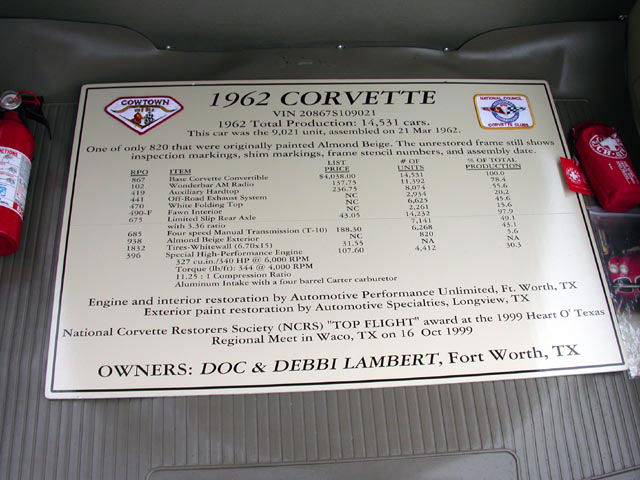 COWTOWN
NATIONAL COUNCIL
CORVETTE CLUBS
1962 CORVETTE
VIN 20867S109021
1962 Total Production: 14,531 cars.
This car was the 9,021 unit, assembled on 21 Mar 1962.
One of only 820 that were originally painted Almond Beige. The unrestored frame still shows
inspection markings, shim markings, frame stencil numbers, and assembly date.
RPO ITEM LIST PRICE # OF UNITS % OF TOTAL PRODUCTION
867 Base Corvette Convertible $4,038.00 14,531 100.0
102 Wonderbar AM Radio 137.75 11,392 78.4
419 Auxiliary Hardtop 236.75 8,074 55.6
441 Off-Road Exhaust System NC 2,934 20.2
470 White Folding Top NC 6,625 45.6
490-F Fawn Interior NC 2,261 15.6
675 Limited Slip Rear Axle 43.05 14,232 97.9
with 3.36 ratio 7,141 49.1
685 Four speed Manual Transmission (T-10) 188.30 6,268 43.1
938 Almond Beige Exterior NC 820 5.6
1832 Tires-Whitewall (6.70x15) 31.55 NA NA
396 Special High-Performance Engine 107.60 4,412 30.3
327 cu.in./340 HP @ 6,000 RPM
Torque (lb/ft): 344 @ 4,000 RPM
11.25 : 1 Compression Ratio
Aluminum Intake with a four barrel Carter carburetor
Engine and interior restoration by Automotive Performance Unlimited, Ft. Worth, TX
Exterior paint restoration by Automotive Specialties, Longview, TX
National Corvette Restorers Society (NCRS) "TOP FLIGHT" award at the 1999 Heart O' Texas
Regional Meet in Waco, TX on 16 Oct 1999
OWNERS: DOC & DEBBI LAMBERT, Fort Worth, TX